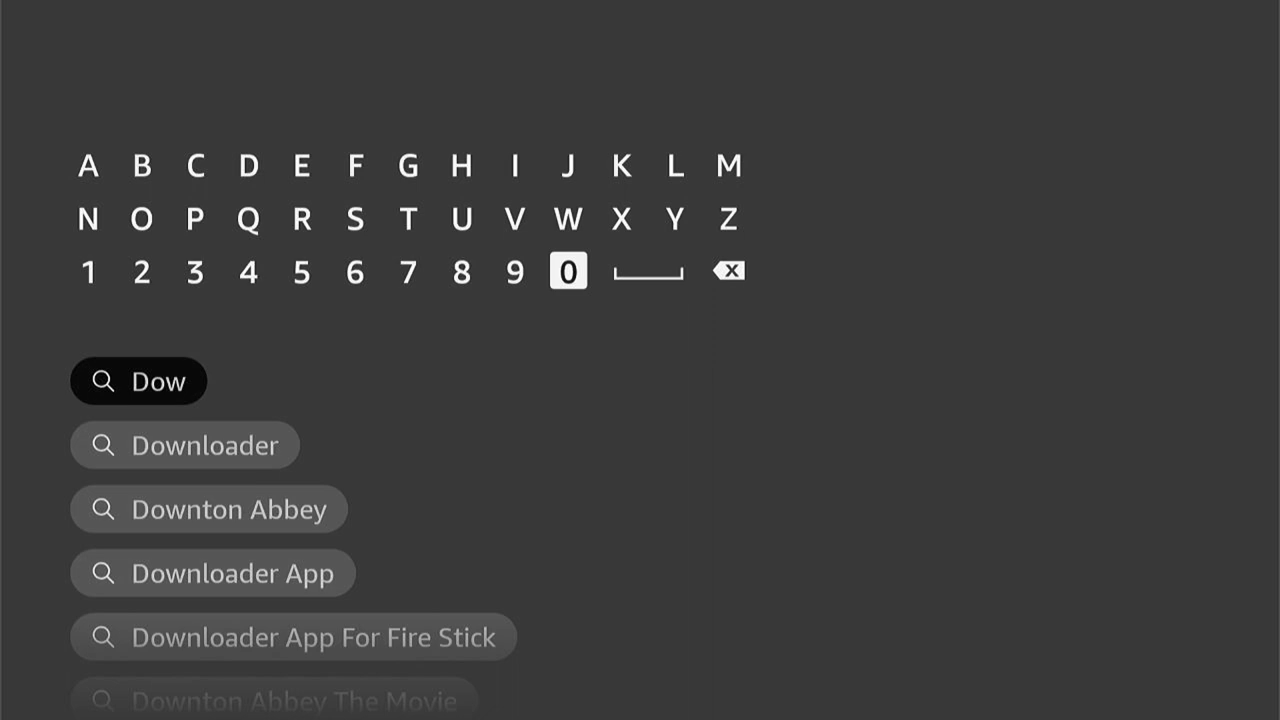 A B C D E F G H I J K L M
N O P Q R S T U V W X Y Z
1 2 3 4 5 6 7 8 9 0
Dow
Downloader
Downton Abbey
Downloader App
Downloader App For Fire Stick
Downton Abbey The Movie